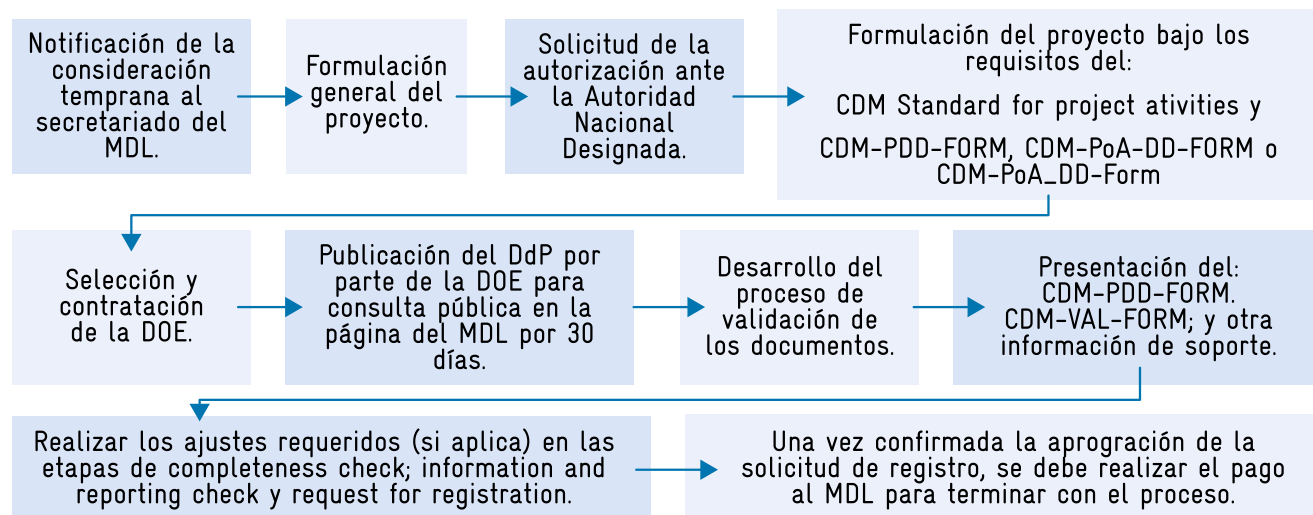 Notificación de la
consideración
temprana al
secretariado del
MDL.
Formulación
general del
proyecto.
Solicitud de la
autorización ante
la Autoridad
Nacional
Designada.
Formulación del proyecto bajo los
requisitos del:
CDM Standard for project ativities y
CDM-PDD-FORM, CDM-PoA-DD-FORM o
CDM-PoA_DD-Form
Selección y
contratación
de la DOE.
Publicación del DdP por
parte de la DOE para
consulta pública en la
página del MDL por 30
días.
Desarrollo del
proceso de
validación de
los documentos.
Presentación del:
CDM-PDD-FORM.
CDM-VAL-FORM; y otra
información de soporte.
Realizar los ajustes requeridos (si aplica) en las
etapas de completeness check; information and
reporting check y request for registration.
Una vez confirmada la aprogración de la
solicitud de registro, se debe realizar el pago
al MDL para terminar con el proceso.